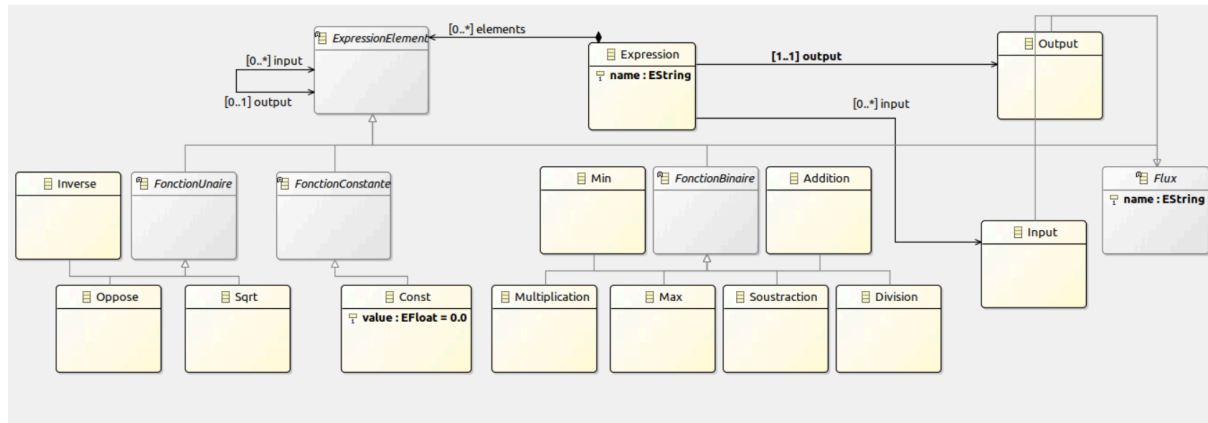 [0..*] elements
ExpressionElement
Output
Expression
[0..*] input
[1..1] output
name : EString
[0..1] output
[0..*] input
Inverse
FonctionUnaire
FonctionConstante
Min
FonctionBinaire
Addition
Flux
name : EString
Input
Oppose
Sqrt
Const
Multiplication
Max
Soustraction
Division
value : EFloat = 0.0